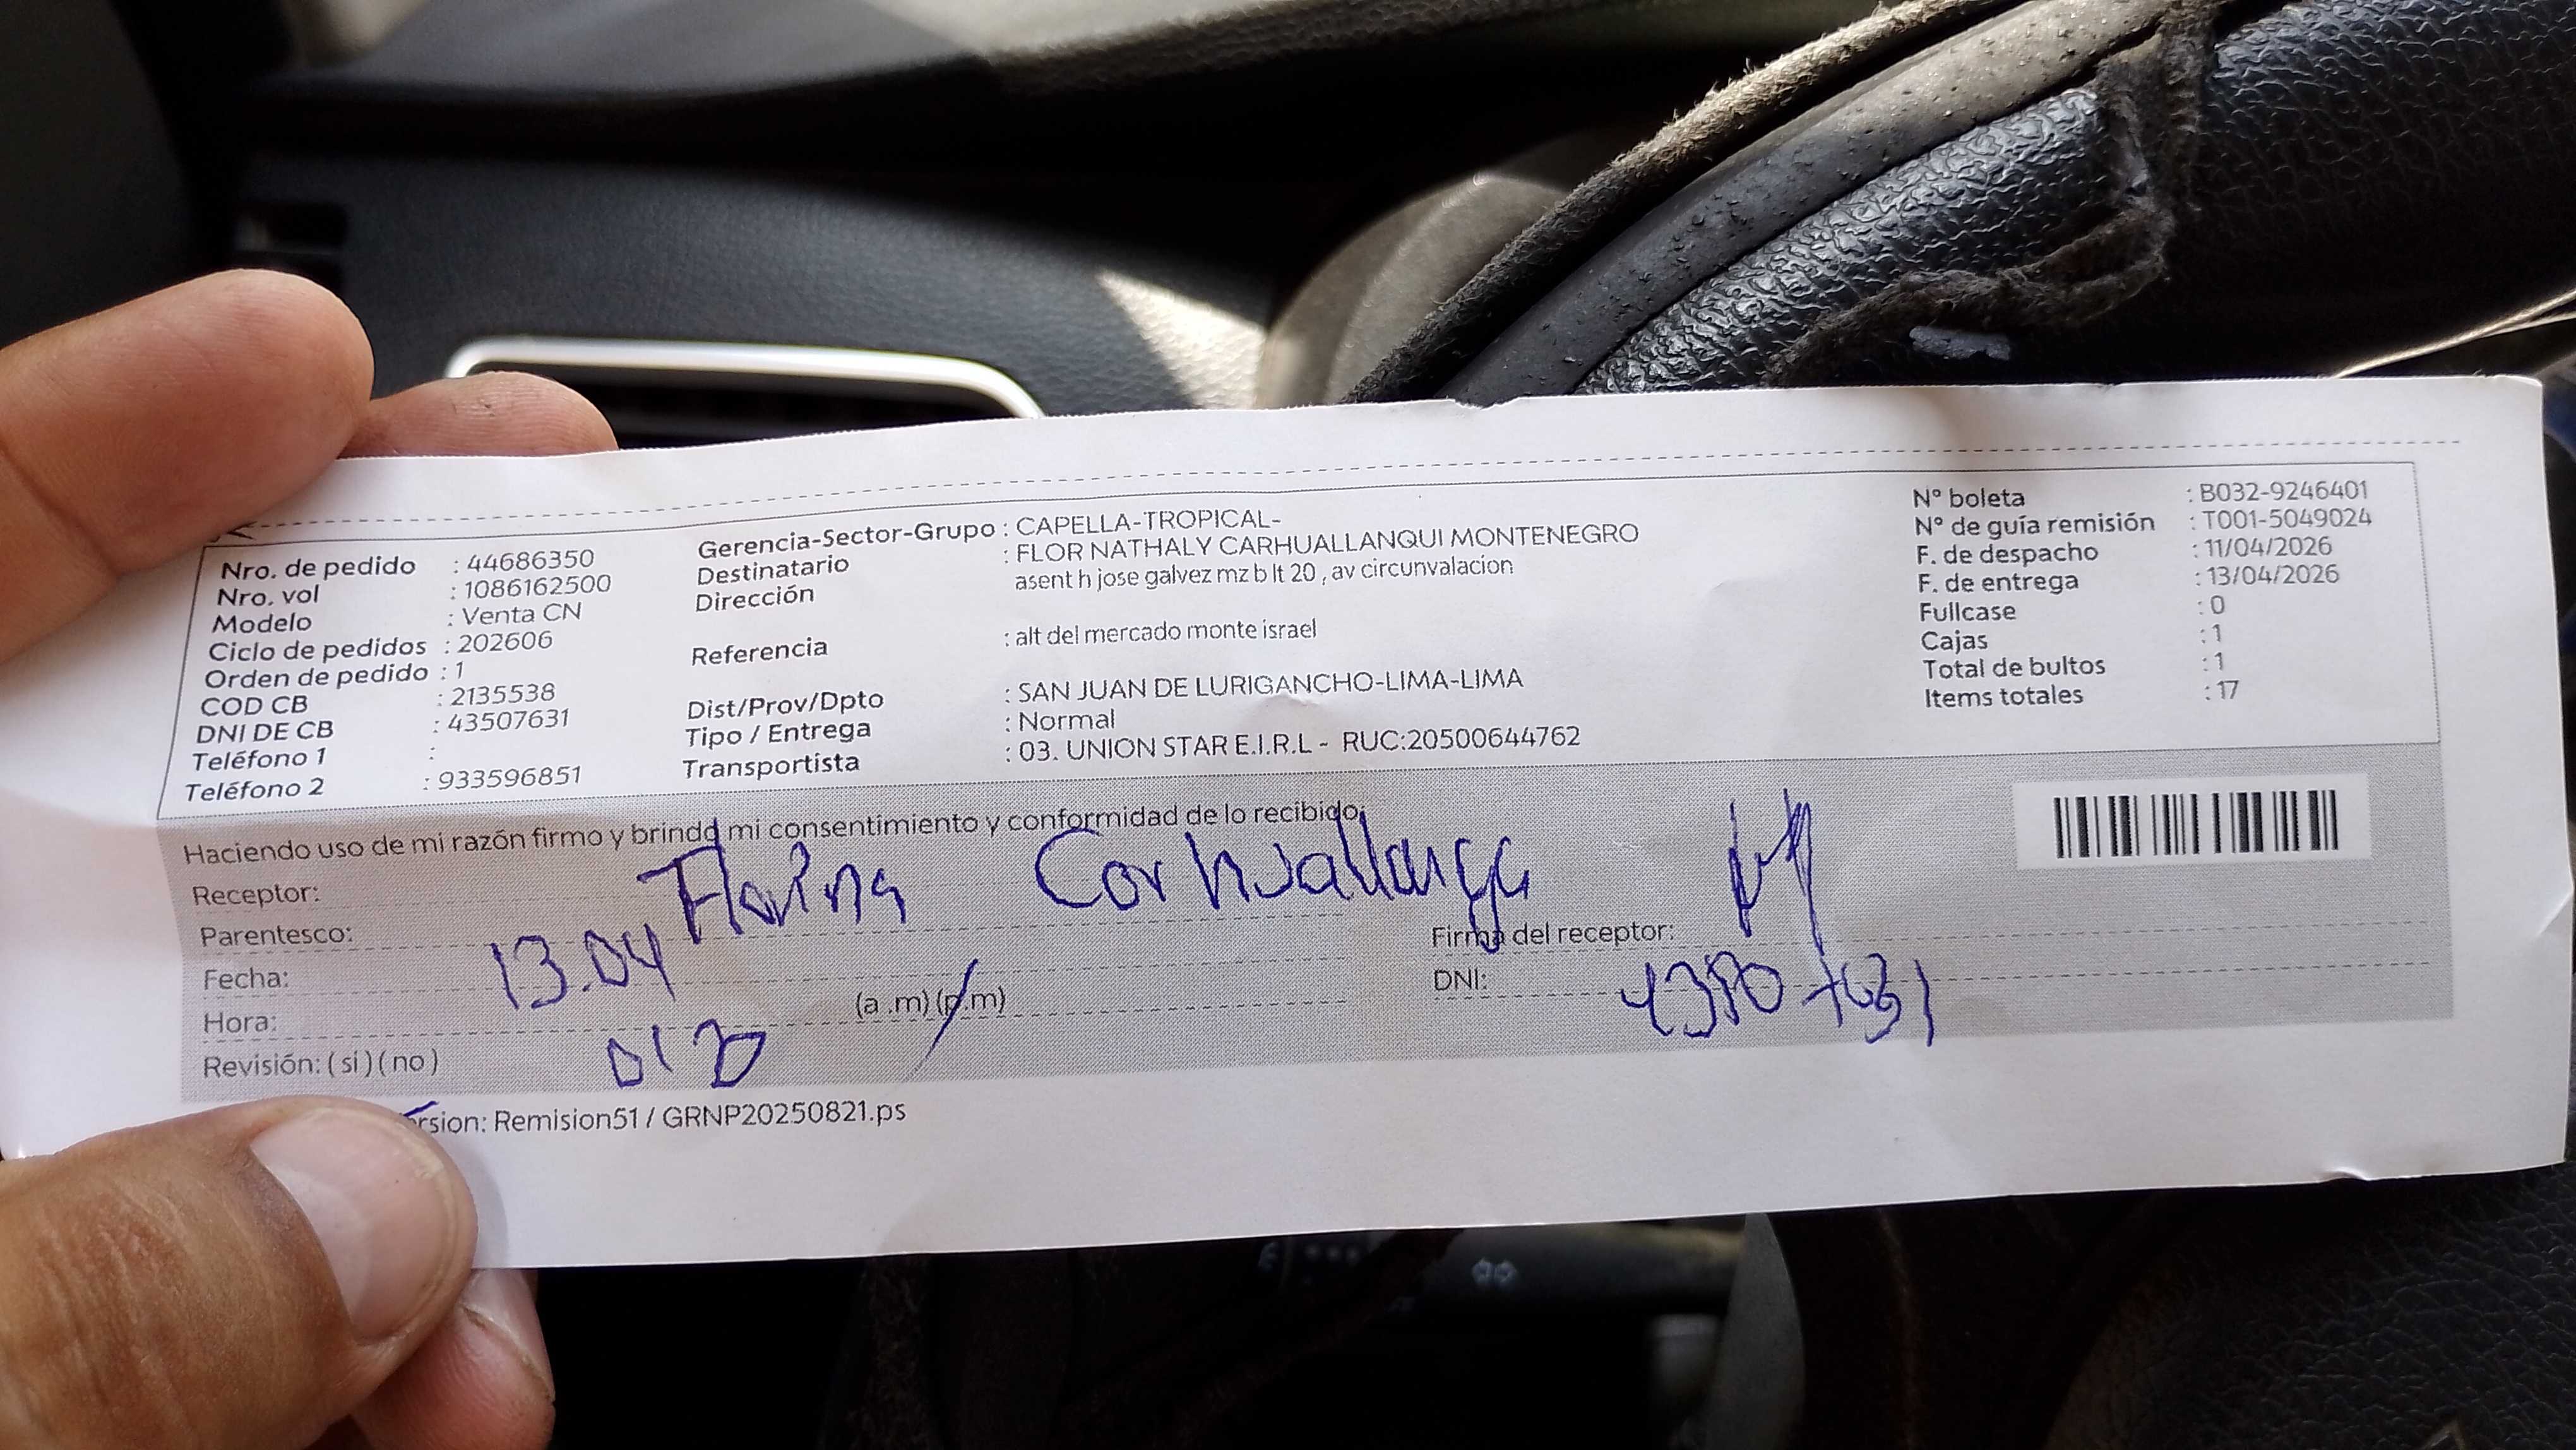 Nro. de pedido : 44686350
Nro. vol : 1086162500
Modelo : Venta CN
Ciclo de pedidos : 202606
Orden de pedido : 1
COD CB : 2135538
DNI DE CB : 43507631
Teléfono 1 :
Teléfono 2 : 933596851
Gerencia-Sector-Grupo : CAPELLA-TROPICAL-
Destinatario : FLOR NATHALY CARHUALLANQUI MONTENEGRO
Dirección asent h jose galvez mz b lt 20 , av circunvalacion
Referencia : alt del mercado monte israel
Dist/Prov/Dpto : SAN JUAN DE LURIGANCHO-LIMA-LIMA
Tipo / Entrega : Normal
Transportista : 03. UNION STAR E.I.R.L - RUC:20500644762
N° boleta : B032-9246401
N° de guía remisión : T001-5049024
F. de despacho : 11/04/2026
F. de entrega : 13/04/2026
Fullcase : 0
Cajas : 1
Total de bultos : 1
Items totales : 17
Haciendo uso de mi razón firmo y brindo mi consentimiento y conformidad de lo recibido:
Receptor:
Parentesco:
Fecha: 13.04
Hora: (a .m) (p.m)
Revisión: ( si ) ( no )
Firma del receptor:
DNI: 43507631
rsion: Remision51 / GRNP20250821.ps